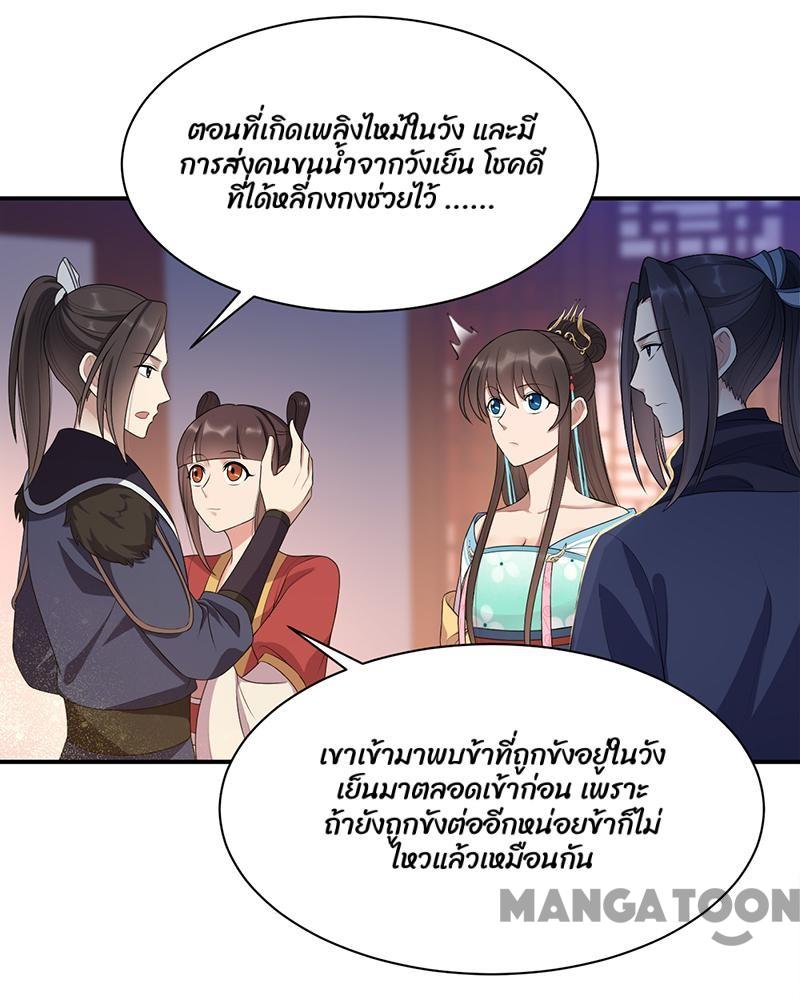 ตอนที่เกิดเพลิงไหม้ในวัง และมี
การส่งคนขนน้ำจากวังเย็น โชคดี
ที่ได้หลี่กงกงช่วยไว้ ......
เขาเข้ามาพบข้าที่ถูกขังอยู่ในวัง
เย็นมาตลอดเข้าก่อน เพราะ
ถ้ายังถูกขังต่ออีกหน่อยข้าก็ไม่
ไหวแล้วเหมือนกัน
MANGATOON